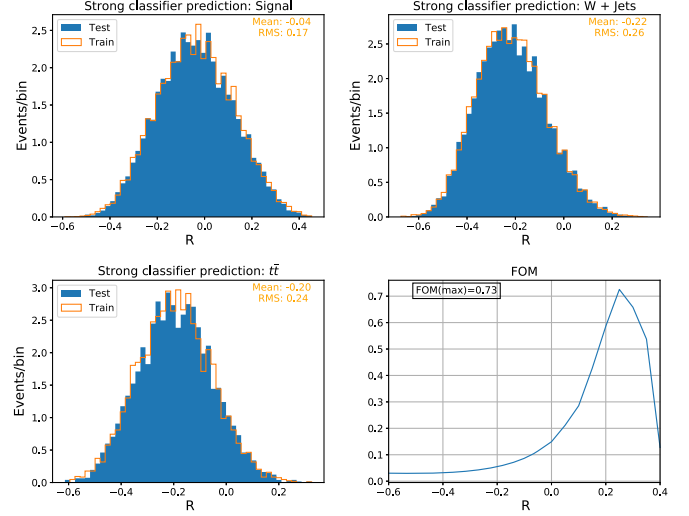 Strong classifier prediction: Signal
Test
Train
Mean: -0.04
RMS: 0.17
Events/bin
2.5
2.0
1.5
1.0
0.5
0.0
−0.6 −0.4 −0.2 0.0 0.2 0.4
R
Strong classifier prediction: W + Jets
Test
Train
Mean: -0.22
RMS: 0.26
Events/bin
2.5
2.0
1.5
1.0
0.5
0.0
−0.6 −0.4 −0.2 0.0 0.2
R
Strong classifier prediction: tt̄
Test
Train
Mean: -0.20
RMS: 0.24
Events/bin
3.0
2.5
2.0
1.5
1.0
0.5
0.0
−0.6 −0.4 −0.2 0.0 0.2
R
FOM
FOM(max)=0.73
0.7
0.6
0.5
0.4
0.3
0.2
0.1
0.0
−0.6 −0.4 −0.2 0.0 0.2 0.4
R